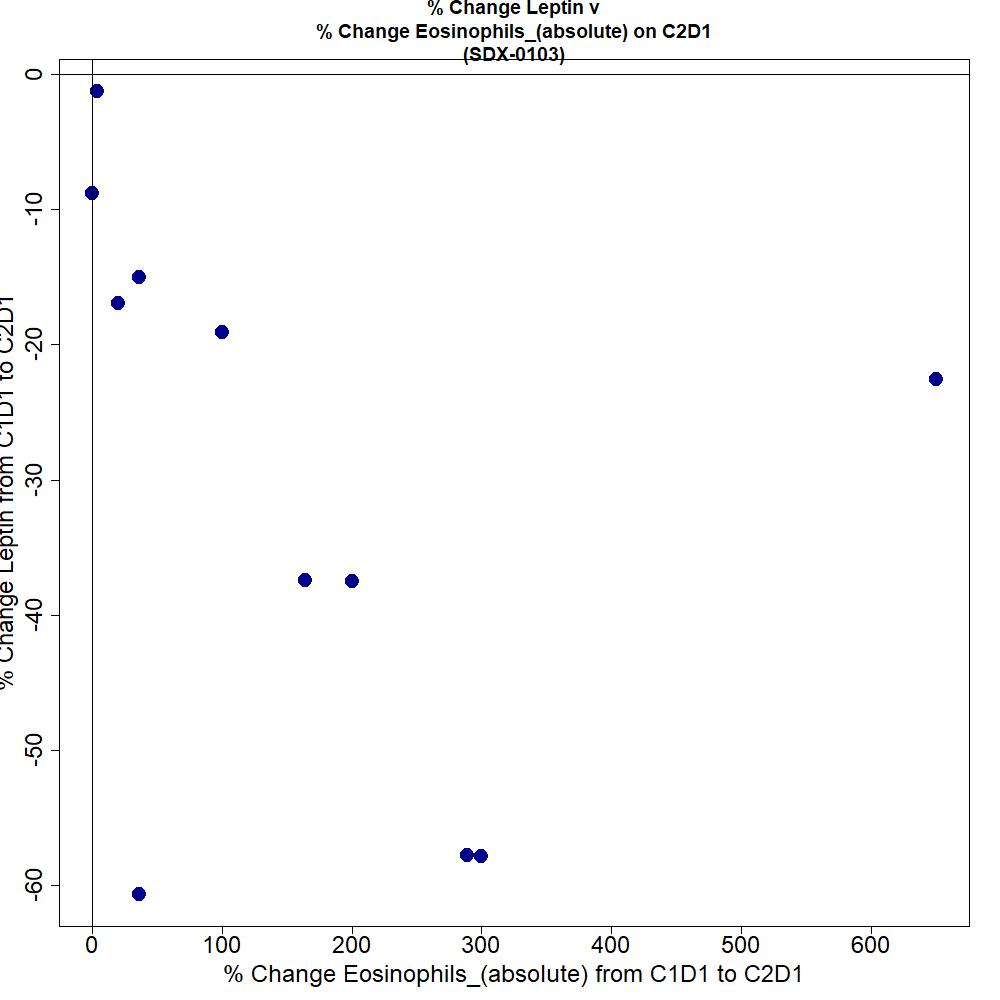 % Change Leptin v
% Change Eosinophils_(absolute) on C2D1
(SDX-0103)
% Change Leptin from C1D1 to C2D1
0
-10
-20
-30
-40
-50
-60
0 100 200 300 400 500 600
% Change Eosinophils_(absolute) from C1D1 to C2D1